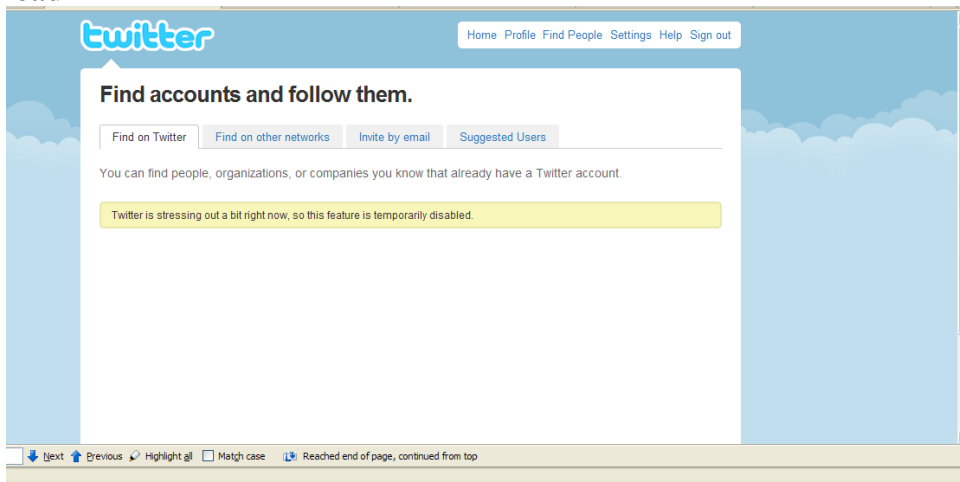 twitter
Home Profile Find People Settings Help Sign out
Find accounts and follow them.
Find on Twitter Find on other networks Invite by email Suggested Users
You can find people, organizations, or companies you know that already have a Twitter account.
Twitter is stressing out a bit right now, so this feature is temporarily disabled.
Next Previous Highlight all Match case Reached end of page, continued from top